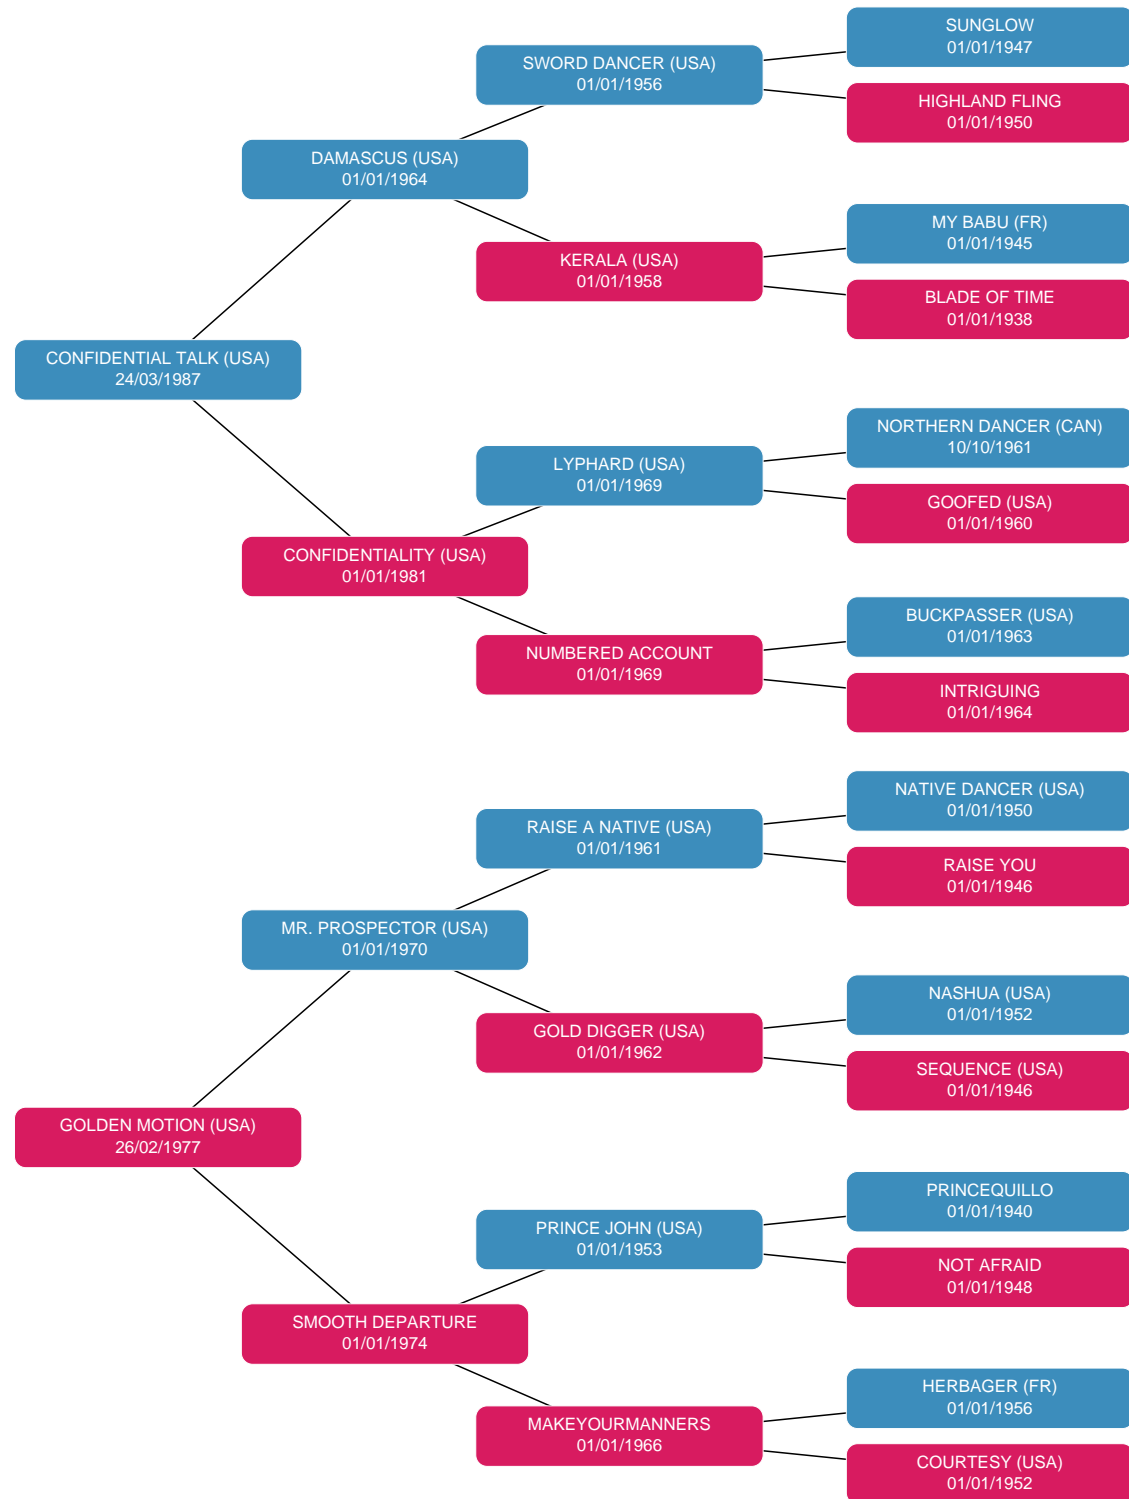 SUNGLOW
01/01/1947
SWORD DANCER (USA)
01/01/1956
HIGHLAND FLING
01/01/1950
DAMASCUS (USA)
01/01/1964
MY BABU (FR)
01/01/1945
KERALA (USA)
01/01/1958
BLADE OF TIME
01/01/1938
CONFIDENTIAL TALK (USA)
24/03/1987
NORTHERN DANCER (CAN)
10/10/1961
LYPHARD (USA)
01/01/1969
GOOFED (USA)
01/01/1960
CONFIDENTIALITY (USA)
01/01/1981
BUCKPASSER (USA)
01/01/1963
NUMBERED ACCOUNT
01/01/1969
INTRIGUING
01/01/1964
NATIVE DANCER (USA)
01/01/1950
RAISE A NATIVE (USA)
01/01/1961
RAISE YOU
01/01/1946
MR. PROSPECTOR (USA)
01/01/1970
NASHUA (USA)
01/01/1952
GOLD DIGGER (USA)
01/01/1962
SEQUENCE (USA)
01/01/1946
GOLDEN MOTION (USA)
26/02/1977
PRINCEQUILLO
01/01/1940
PRINCE JOHN (USA)
01/01/1953
NOT AFRAID
01/01/1948
SMOOTH DEPARTURE
01/01/1974
HERBAGER (FR)
01/01/1956
MAKEYOURMANNERS
01/01/1966
COURTESY (USA)
01/01/1952